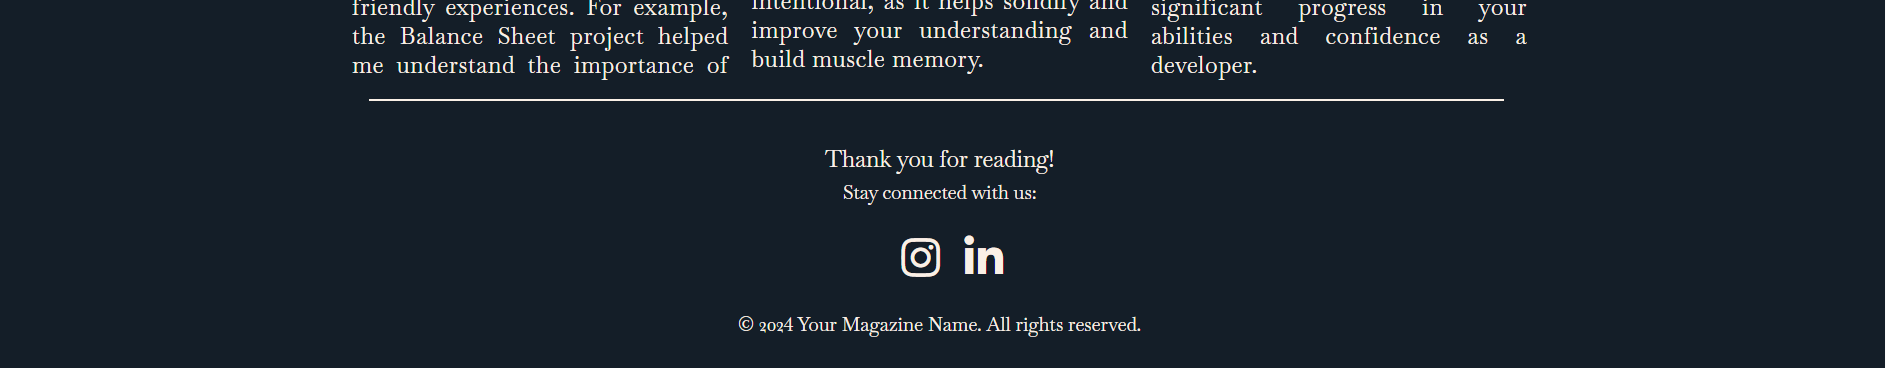 friendly experiences. For example,
the Balance Sheet project helped
me understand the importance of
intentional, as it helps solidify and
improve your understanding and
build muscle memory.
significant progress in your
abilities and confidence as a
developer.
Thank you for reading!
Stay connected with us:
in
© 2024 Your Magazine Name. All rights reserved.